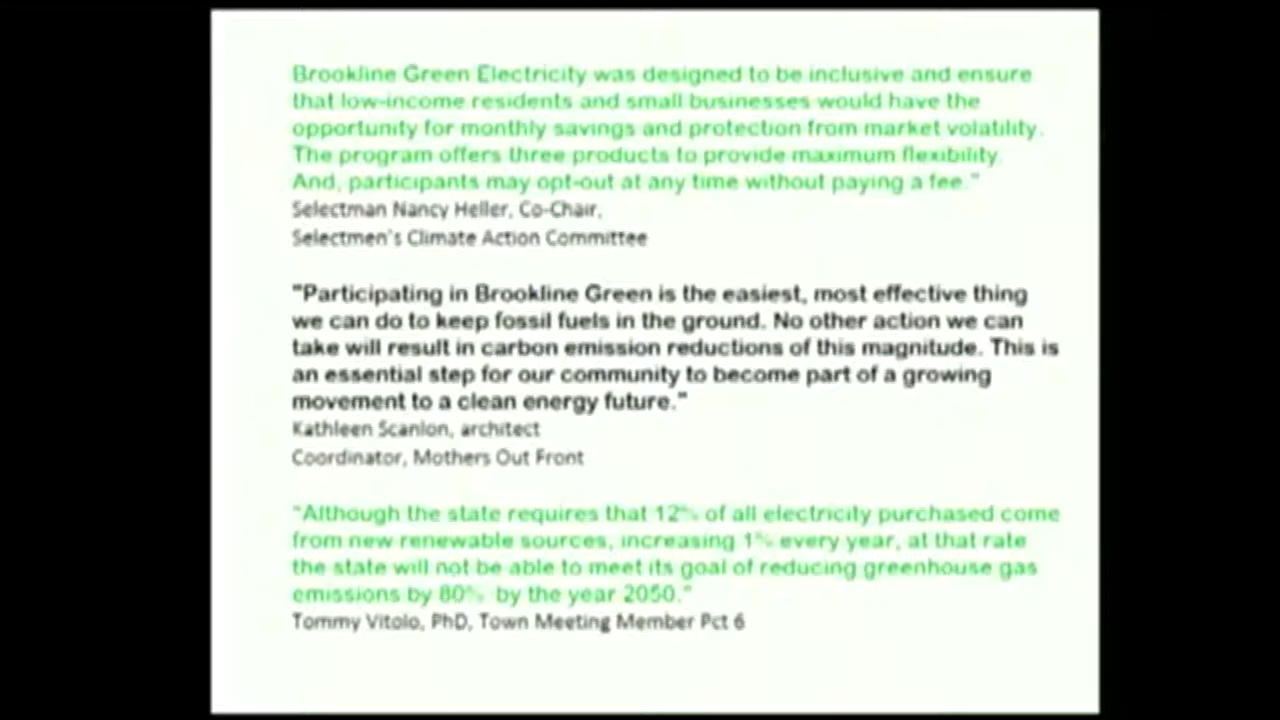 Brookline Green Electricity was designed to be inclusive and ensure
that low-income residents and small businesses would have the
opportunity for monthly savings and protection from market volatility.
The program offers three products to provide maximum flexibility.
And, participants may opt-out at any time without paying a fee."
Selectman Nancy Heller, Co-Chair,
Selectmen's Climate Action Committee
"Participating in Brookline Green is the easiest, most effective thing
we can do to keep fossil fuels in the ground. No other action we can
take will result in carbon emission reductions of this magnitude. This is
an essential step for our community to become part of a growing
movement to a clean energy future."
Kathleen Scanlon, architect
Coordinator, Mothers Out Front
"Although the state requires that 12% of all electricity purchased come
from new renewable sources, increasing 1% every year, at that rate
the state will not be able to meet its goal of reducing greenhouse gas
emissions by 80% by the year 2050."
Tommy Vitolo, PhD, Town Meeting Member Pct 6